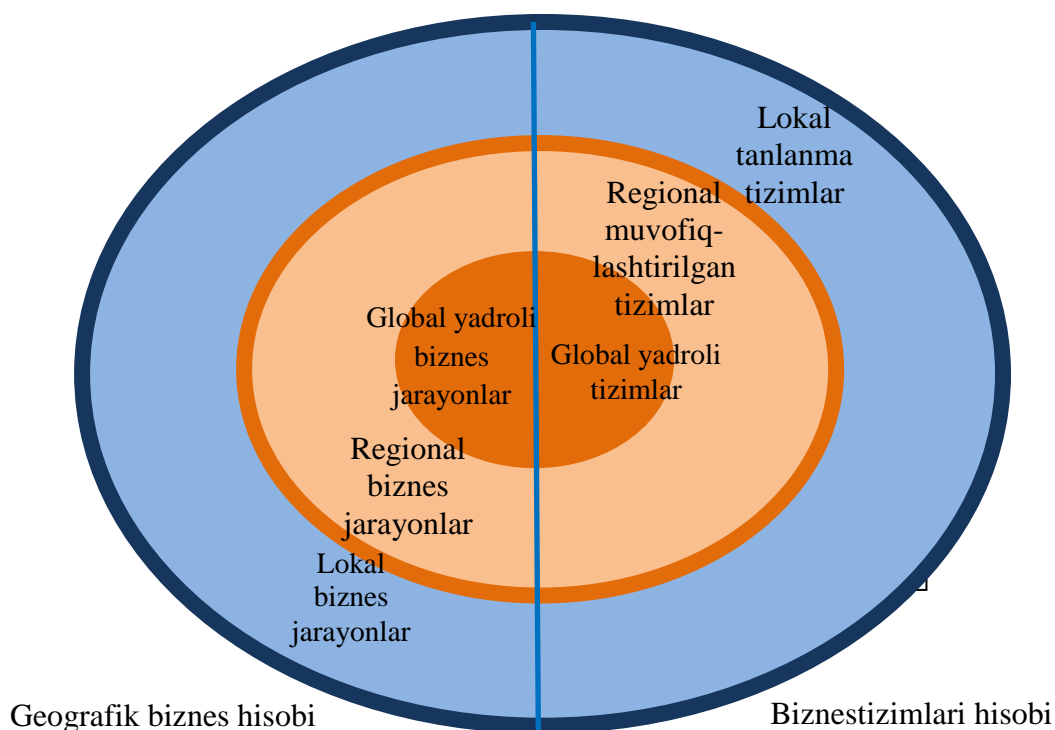 Lokal
tanlanma
tizimlar
Regional
muvofiq-
lashtirilgan
tizimlar
Global yadroli
biznes
jarayonlar
Global yadroli
tizimlar
Regional
biznes
jarayonlar
Lokal
biznes
jarayonlar
Geografik biznes hisobi
Biznestizimlari hisobi